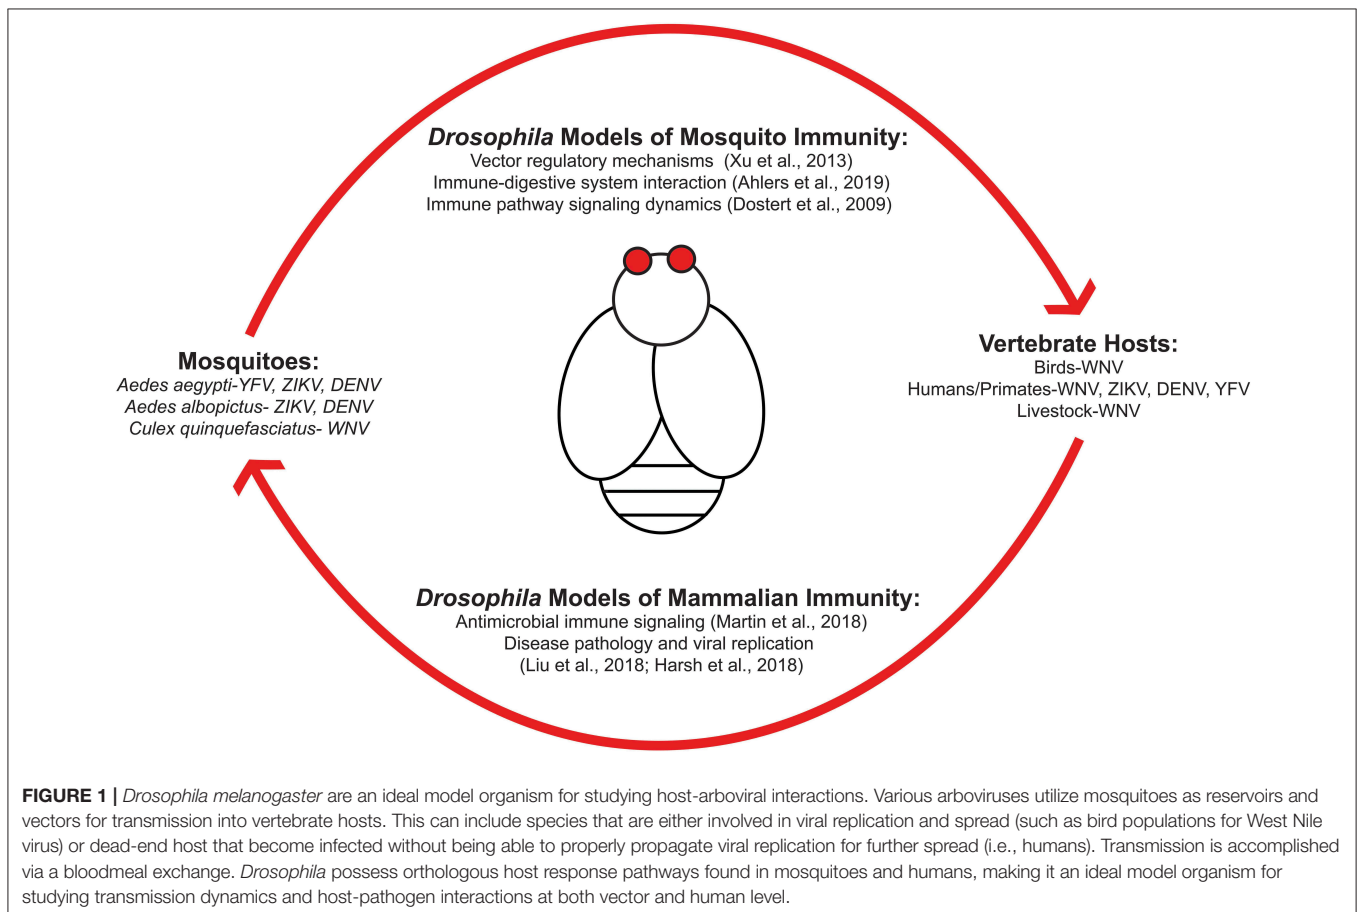 Drosophila Models of Mosquito Immunity:
Vector regulatory mechanisms (Xu et al., 2013)
Immune-digestive system interaction (Ahlers et al., 2019)
Immune pathway signaling dynamics (Dostert et al., 2009)
Mosquitoes:
Aedes aegypti-YFV, ZIKV, DENV
Aedes albopictus- ZIKV, DENV
Culex quinquefasciatus- WNV
Vertebrate Hosts:
Birds-WNV
Humans/Primates-WNV, ZIKV, DENV, YFV
Livestock-WNV
Drosophila Models of Mammalian Immunity:
Antimicrobial immune signaling (Martin et al., 2018)
Disease pathology and viral replication
(Liu et al., 2018; Harsh et al., 2018)
FIGURE 1 | Drosophila melanogaster are an ideal model organism for studying host-arboviral interactions. Various arboviruses utilize mosquitoes as reservoirs and
vectors for transmission into vertebrate hosts. This can include species that are either involved in viral replication and spread (such as bird populations for West Nile
virus) or dead-end host that become infected without being able to properly propagate viral replication for further spread (i.e., humans). Transmission is accomplished
via a bloodmeal exchange. Drosophila possess orthologous host response pathways found in mosquitoes and humans, making it an ideal model organism for
studying transmission dynamics and host-pathogen interactions at both vector and human level.